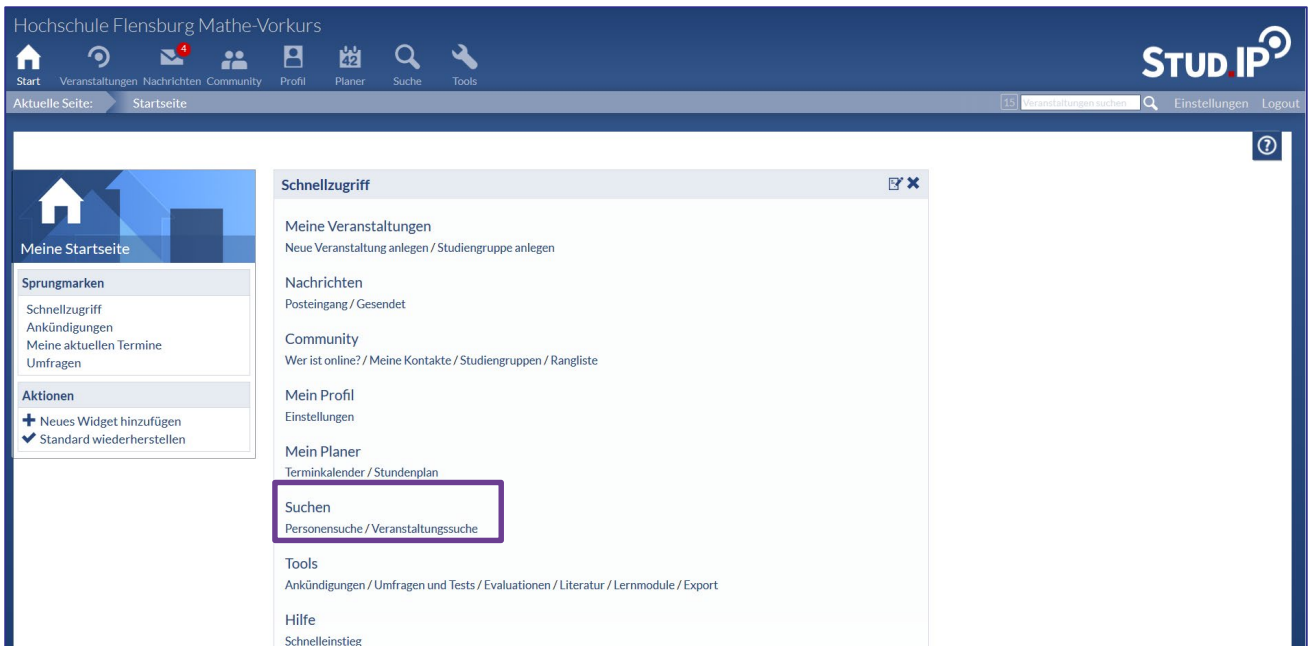 Hochschule Flensburg Mathe-Vorkurs
4
42
Start Veranstaltungen Nachrichten Community Profil Planer Suche Tools
STUD.IP
Aktuelle Seite: Startseite
15 Veranstaltungen suchen Einstellungen Logout
?
Meine Startseite
Sprungmarken
Schnellzugriff
Ankündigungen
Meine aktuellen Termine
Umfragen
Aktionen
Neues Widget hinzufügen
Standard wiederherstellen
Schnellzugriff
Meine Veranstaltungen
Neue Veranstaltung anlegen / Studiengruppe anlegen
Nachrichten
Posteingang / Gesendet
Community
Wer ist online? / Meine Kontakte / Studiengruppen / Rangliste
Mein Profil
Einstellungen
Mein Planer
Terminkalender / Stundenplan
Suchen
Personensuche / Veranstaltungssuche
Tools
Ankündigungen / Umfragen und Tests / Evaluationen / Literatur / Lernmodule / Export
Hilfe
Schnelleinstieg